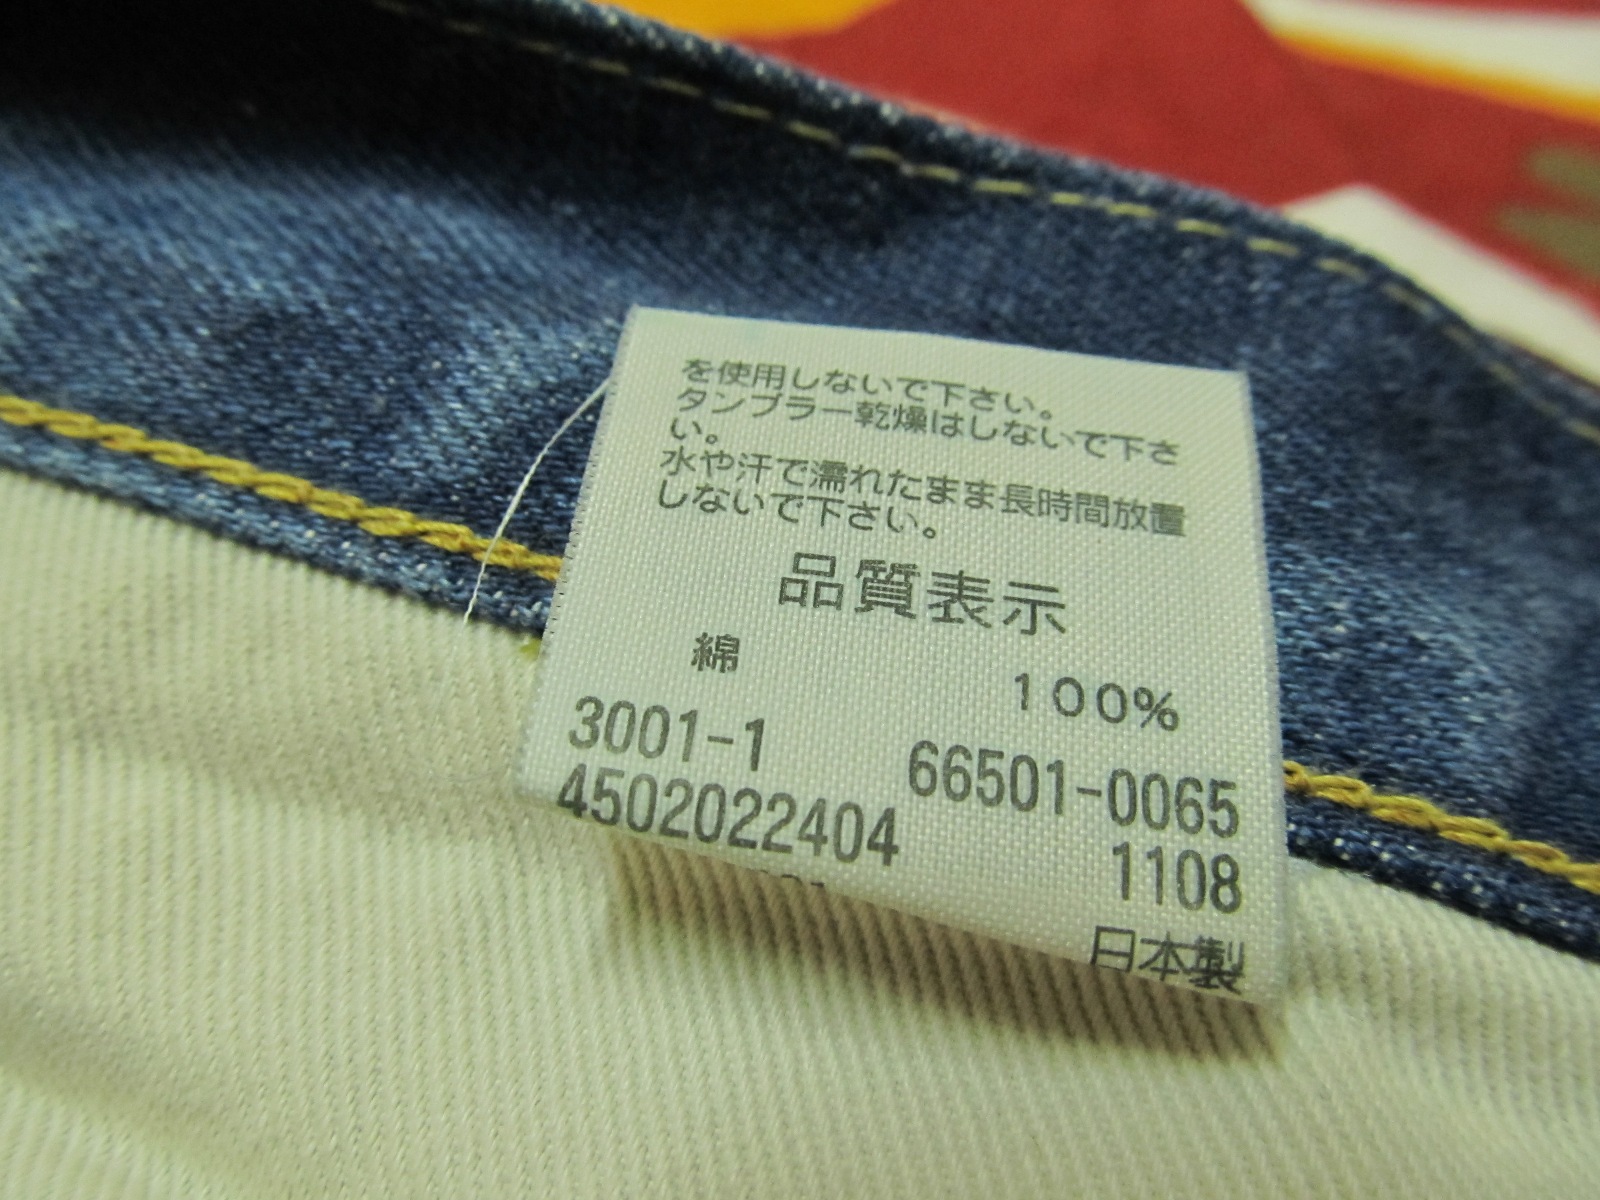 を使用しないで下さい。
タンブラー乾燥はしないで下さ
い。
水や汗で濡れたまま長時間放置
しないで下さい。
品質表示
綿 100%
3001-1 66501-0065
4502022404 1108
日本製